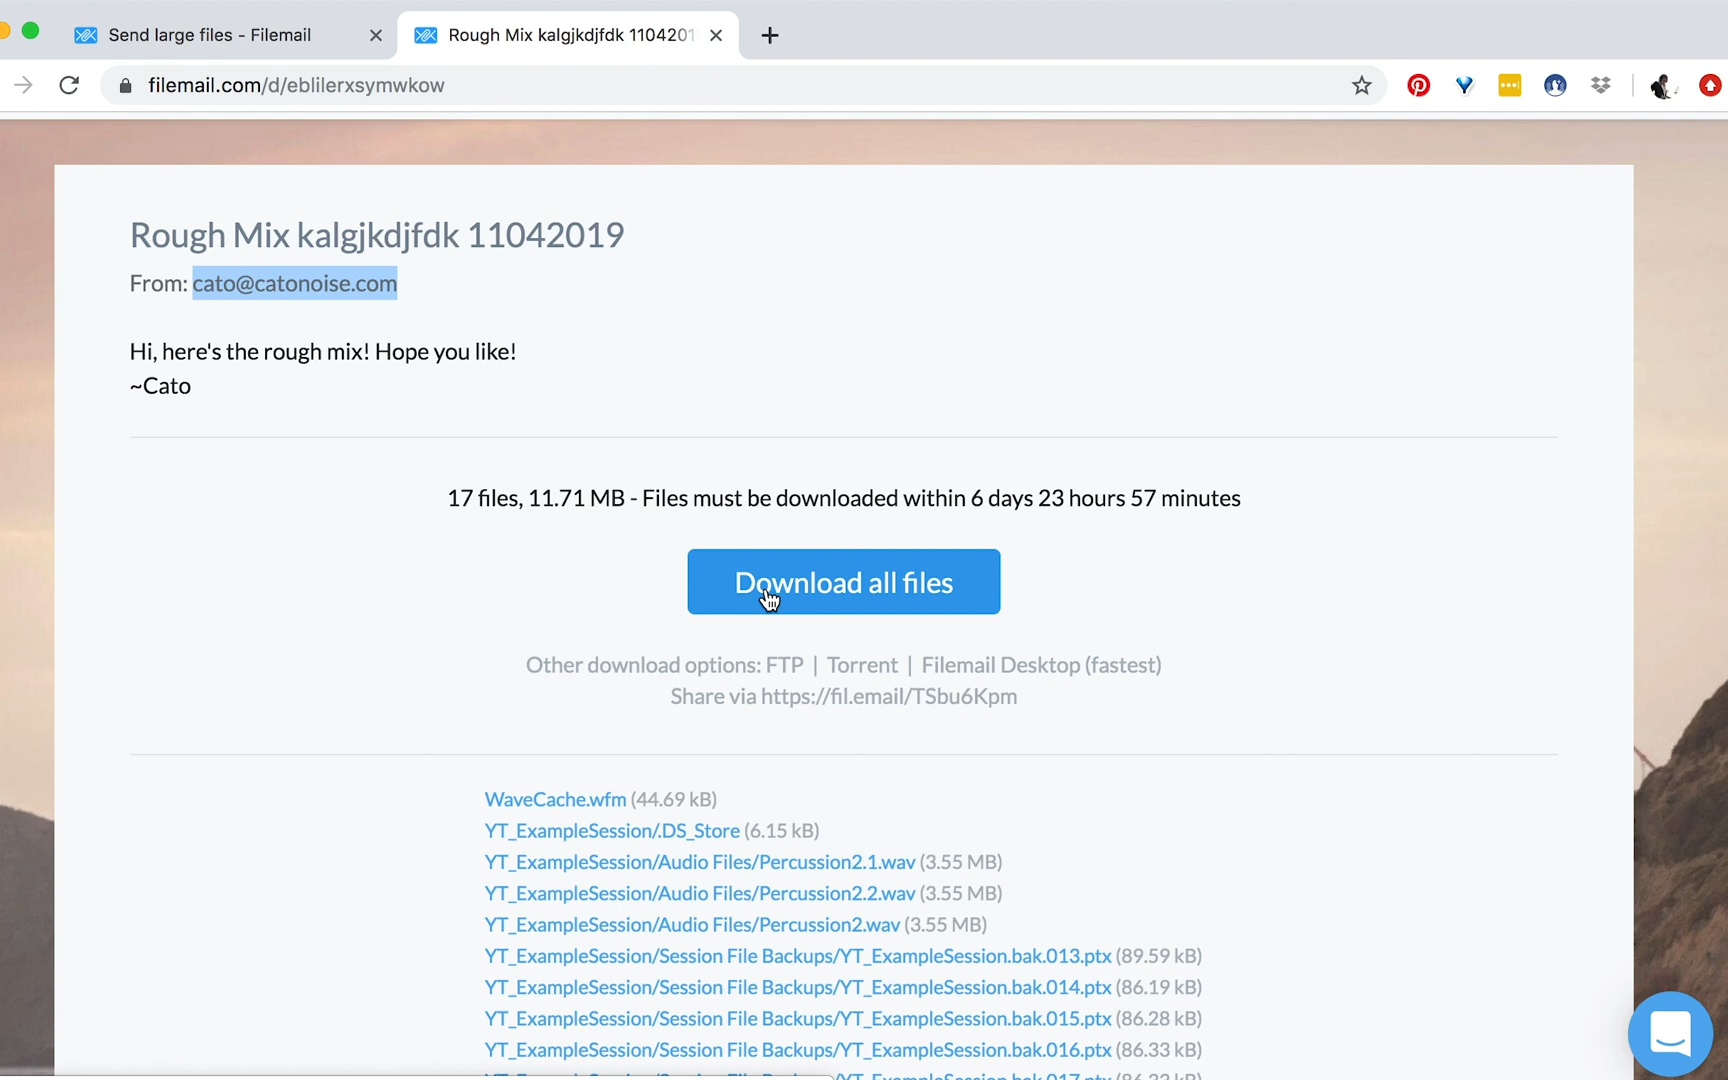 Send large files - Filemail
Rough Mix kalgjkdjfdk 1104201
filemail.com/d/eblilerxsymwkow
Rough Mix kalgjkdjfdk 11042019
From: cato@catonoise.com
Hi, here's the rough mix! Hope you like!
~Cato
17 files, 11.71 MB - Files must be downloaded within 6 days 23 hours 57 minutes
Download all files
Other download options: FTP | Torrent | Filemail Desktop (fastest)
Share via https://fil.email/TSbu6Kpm
WaveCache.wfm (44.69 kB)
YT_ExampleSession/.DS_Store (6.15 kB)
YT_ExampleSession/Audio Files/Percussion2.1.wav (3.55 MB)
YT_ExampleSession/Audio Files/Percussion2.2.wav (3.55 MB)
YT_ExampleSession/Audio Files/Percussion2.wav (3.55 MB)
YT_ExampleSession/Session File Backups/YT_ExampleSession.bak.013.ptx (89.59 kB)
YT_ExampleSession/Session File Backups/YT_ExampleSession.bak.014.ptx (86.19 kB)
YT_ExampleSession/Session File Backups/YT_ExampleSession.bak.015.ptx (86.28 kB)
YT_ExampleSession/Session File Backups/YT_ExampleSession.bak.016.ptx (86.33 kB)